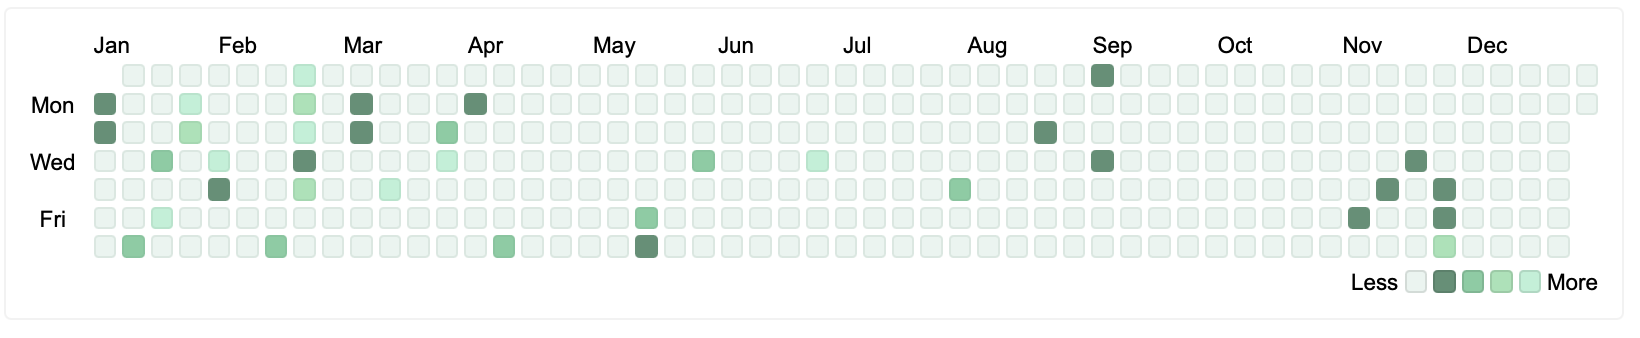 Jan Feb Mar Apr May Jun Jul Aug Sep Oct Nov Dec
Mon
Wed
Fri
Less More